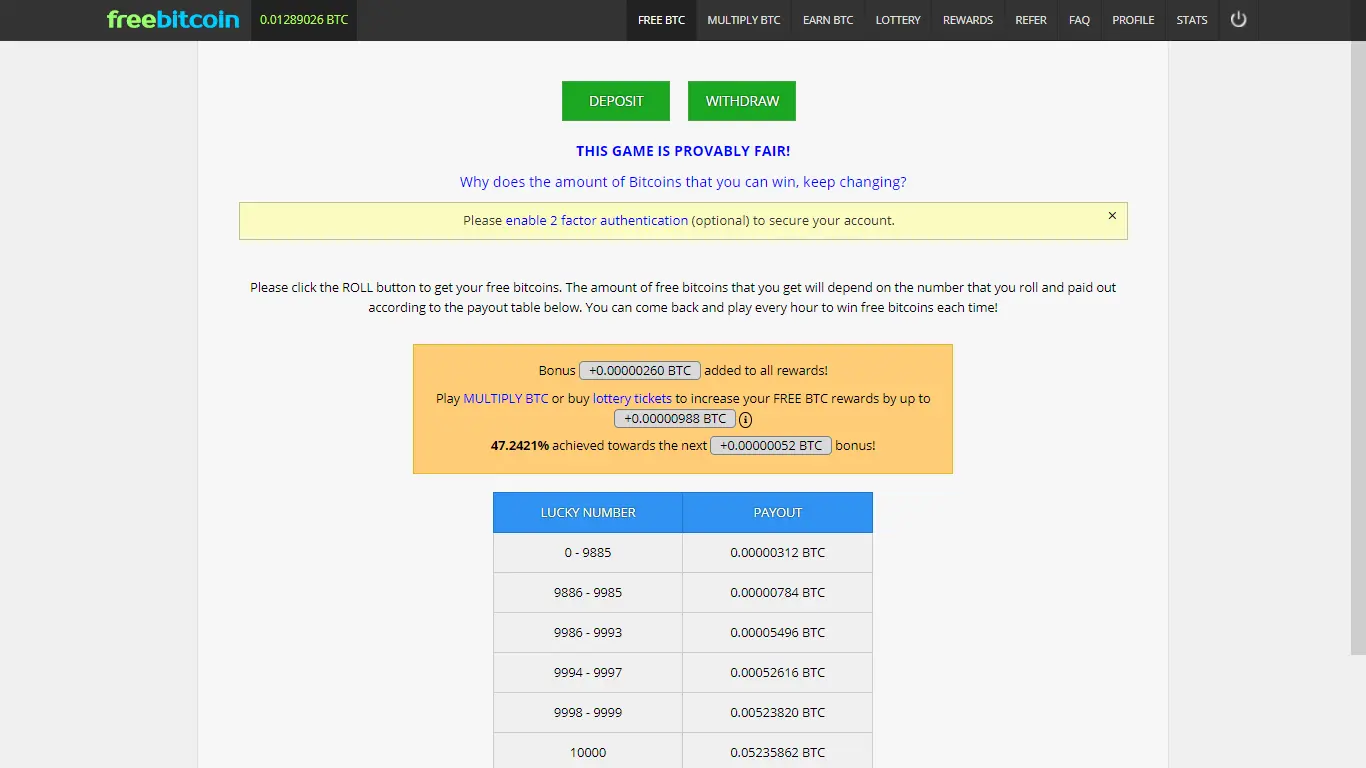 freebitcoin 0.01289026 BTC FREE BTC MULTIPLY BTC EARN BTC LOTTERY REWARDS REFER FAQ PROFILE STATS
DEPOSIT WITHDRAW
THIS GAME IS PROVABLY FAIR!
Why does the amount of Bitcoins that you can win, keep changing?
Please enable 2 factor authentication (optional) to secure your account. ×
Please click the ROLL button to get your free bitcoins. The amount of free bitcoins that you get will depend on the number that you roll and paid out
according to the payout table below. You can come back and play every hour to win free bitcoins each time!
Bonus +0.00000260 BTC added to all rewards!
Play MULTIPLY BTC or buy lottery tickets to increase your FREE BTC rewards by up to
+0.00000988 BTC i
47.2421% achieved towards the next +0.00000052 BTC bonus!
LUCKY NUMBER PAYOUT
0 - 9885 0.00000312 BTC
9886 - 9985 0.00000784 BTC
9986 - 9993 0.00005496 BTC
9994 - 9997 0.00052616 BTC
9998 - 9999 0.00523820 BTC
10000 0.05235862 BTC